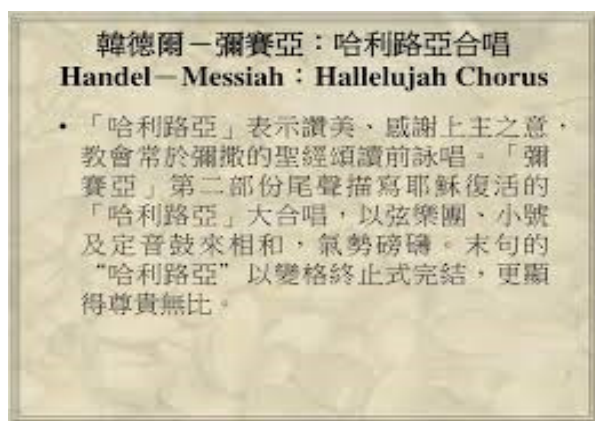 韓德爾－彌賽亞：哈利路亞合唱
Handel－Messiah：Hallelujah Chorus
•「哈利路亞」表示讚美、感謝上主之意，
教會常於彌撒的聖經頌讀前詠唱。「彌
賽亞」第二部份尾聲描寫耶穌復活的
「哈利路亞」大合唱，以弦樂團、小號
及定音鼓來相和，氣勢磅礡。末句的
“哈利路亞”以變格終止式完結，更顯
得尊貴無比。